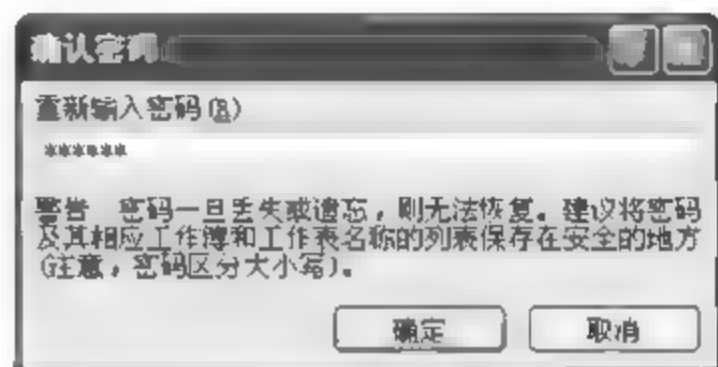 确认密码
重新输入密码(R)
******
警告：密码一旦丢失或遗忘，则无法恢复。建议将密码
及其相应工作簿和工作表名称的列表保存在安全的地方
(注意，密码区分大小写)。
确定 取消